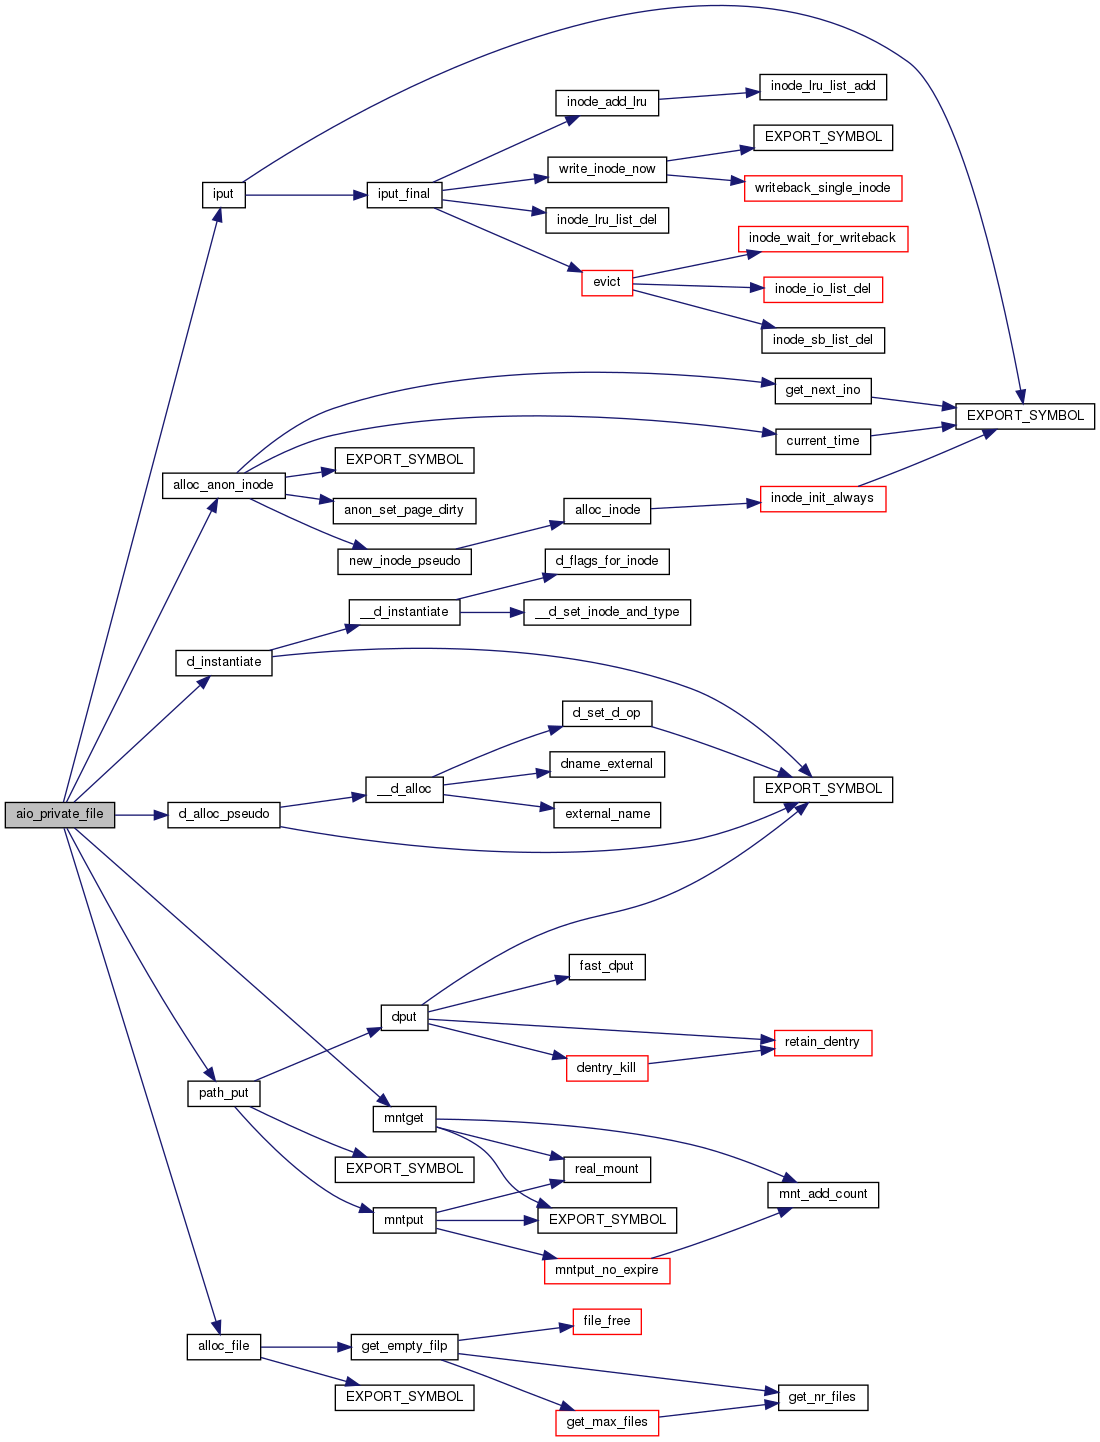 inode_lru_list_add
inode_add_lru
EXPORT_SYMBOL
write_inode_now
writeback_single_inode
iput
iput_final
inode_lru_list_del
inode_wait_for_writeback
evict
inode_io_list_del
inode_sb_list_del
get_next_ino
EXPORT_SYMBOL
current_time
EXPORT_SYMBOL
alloc_anon_inode
inode_init_always
anon_set_page_dirty
alloc_inode
new_inode_pseudo
d_flags_for_inode
__d_instantiate
__d_set_inode_and_type
d_instantiate
d_set_d_op
dname_external
__d_alloc
EXPORT_SYMBOL
aio_private_file
d_alloc_pseudo
external_name
fast_dput
dput
retain_dentry
dentry_kill
path_put
mntget
EXPORT_SYMBOL
real_mount
mnt_add_count
mntput
EXPORT_SYMBOL
mntput_no_expire
file_free
alloc_file
get_empty_filp
EXPORT_SYMBOL
get_nr_files
get_max_files